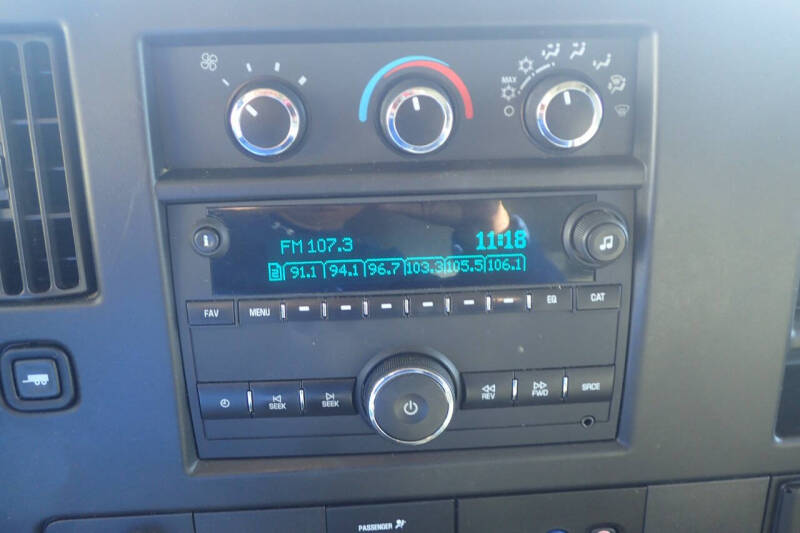 MAX
FM 107.3 11:18
2 91.1 94.1 96.7 103.3 105.5 106.1
FAV MENU EQ CAT
SEEK SEEK REV FWD SRCE
PASSENGER